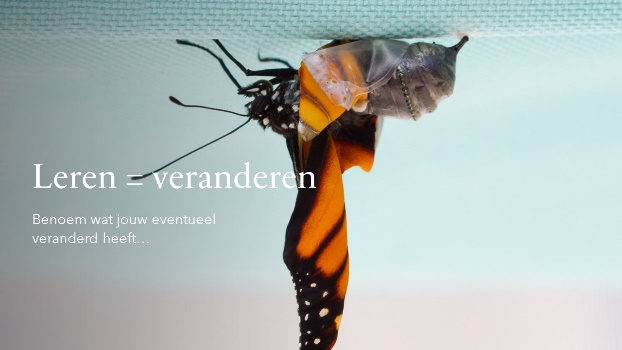 Leren = veranderen
Benoem wat jouw eventueel
veranderd heeft...